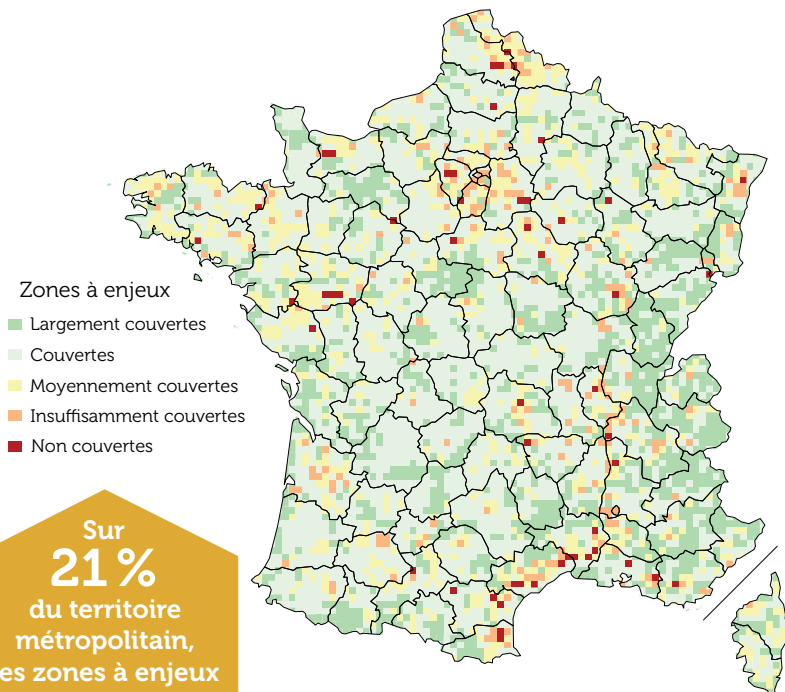 Zones à enjeux
Largement couvertes
Couvertes
Moyennement couvertes
Insuffisamment couvertes
Non couvertes
Sur
21 %
du territoire
métropolitain,
es zones à enjeux